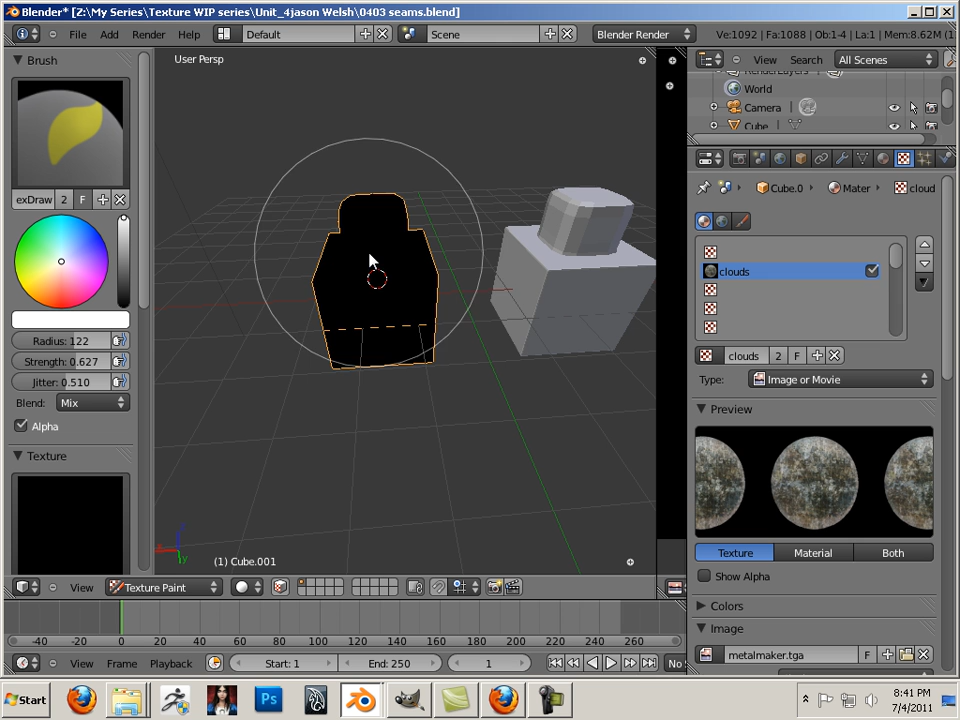 Blender* [Z:\My Series\Texture WIP series\Unit_4jason Welsh\0403 seams.blend]
File Add Render Help Default Scene Blender Render Ve:1092 | Fa:1088 | Ob:1-4 | La:1 | Mem:8.62M (1
Brush
User Persp
View Search All Scenes
RenderLayers
World
Camera
Cube
exDraw 2 F
Cube.0 Mater cloud
clouds
Radius: 122
Strength: 0.627
Jitter: 0.510
Blend: Mix
Alpha
Texture
clouds 2 F
Type: Image or Movie
Preview
Texture Material Both
Show Alpha
Colors
Image
metalmaker.tga F
(1) Cube.001
View Texture Paint
-40 -20 0 20 40 60 80 100 120 140 160 180 200 220 240 260
View Frame Playback Start: 1 End: 250 1 No S
Start
Ps
8:41 PM
7/4/2011